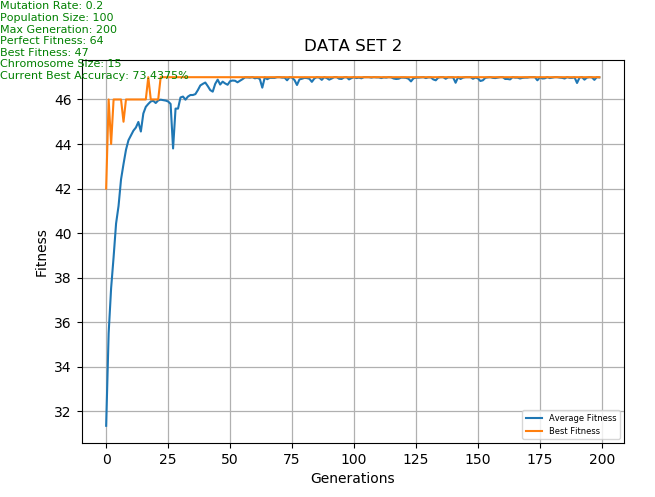 Mutation Rate: 0.2
Population Size: 100
Max Generation: 200
Perfect Fitness: 64
Best Fitness: 47
Chromosome Size: 15
Current Best Accuracy: 73.4375%
DATA SET 2
46
44
42
40
38
36
34
32
Fitness
0 25 50 75 100 125 150 175 200
Generations
Average Fitness
Best Fitness